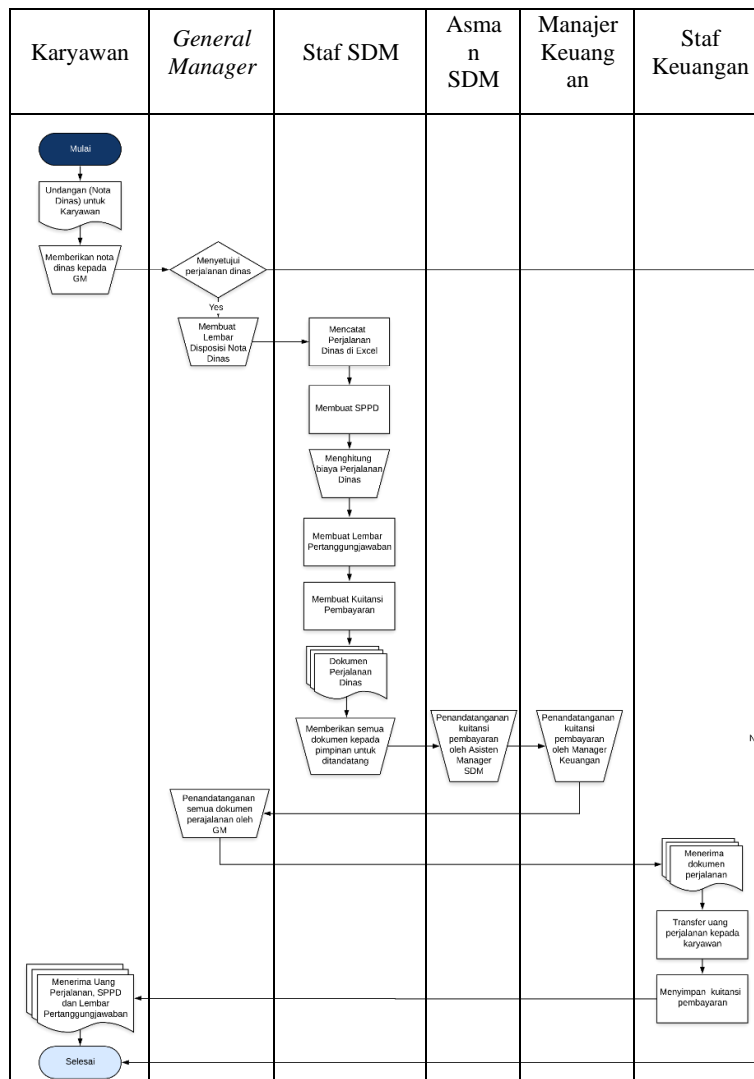 Karyawan
General
Manager
Staf SDM
Asma
n
SDM
Manajer
Keuang
an
Staf
Keuangan
Mulai
Undangan (Nota
Dinas) untuk
Karyawan
Memberikan nota
dinas kepada
GM
Menyetujui
perjalanan dinas
Yes
Membuat
Lembar
Disposisi Nota
Dinas
Mencatat
Perjalanan
Dinas di Excel
Membuat SPPD
Menghitung
biaya Perjalanan
Dinas
Membuat Lembar
Pertanggungjawaban
Membuat Kuitansi
Pembayaran
Dokumen
Perjalanan
Dinas
Memberikan semua
dokumen kepada
pimpinan untuk
ditandatang
Penandatanganan
kuitansi
pembayaran
oleh Asisten
Manager
SDM
Penandatanganan
kuitansi
pembayaran
oleh Manager
Keuangan
N
Penandatanganan
semua dokumen
perajalanan oleh
GM
Menerima
dokumen
perjalanan
Transfer uang
perjalanan kepada
karyawan
Menyimpan kuitansi
pembayaran
Menerima Uang
Perjalanan, SPPD
dan Lembar
Pertanggungjawaban
Selesai